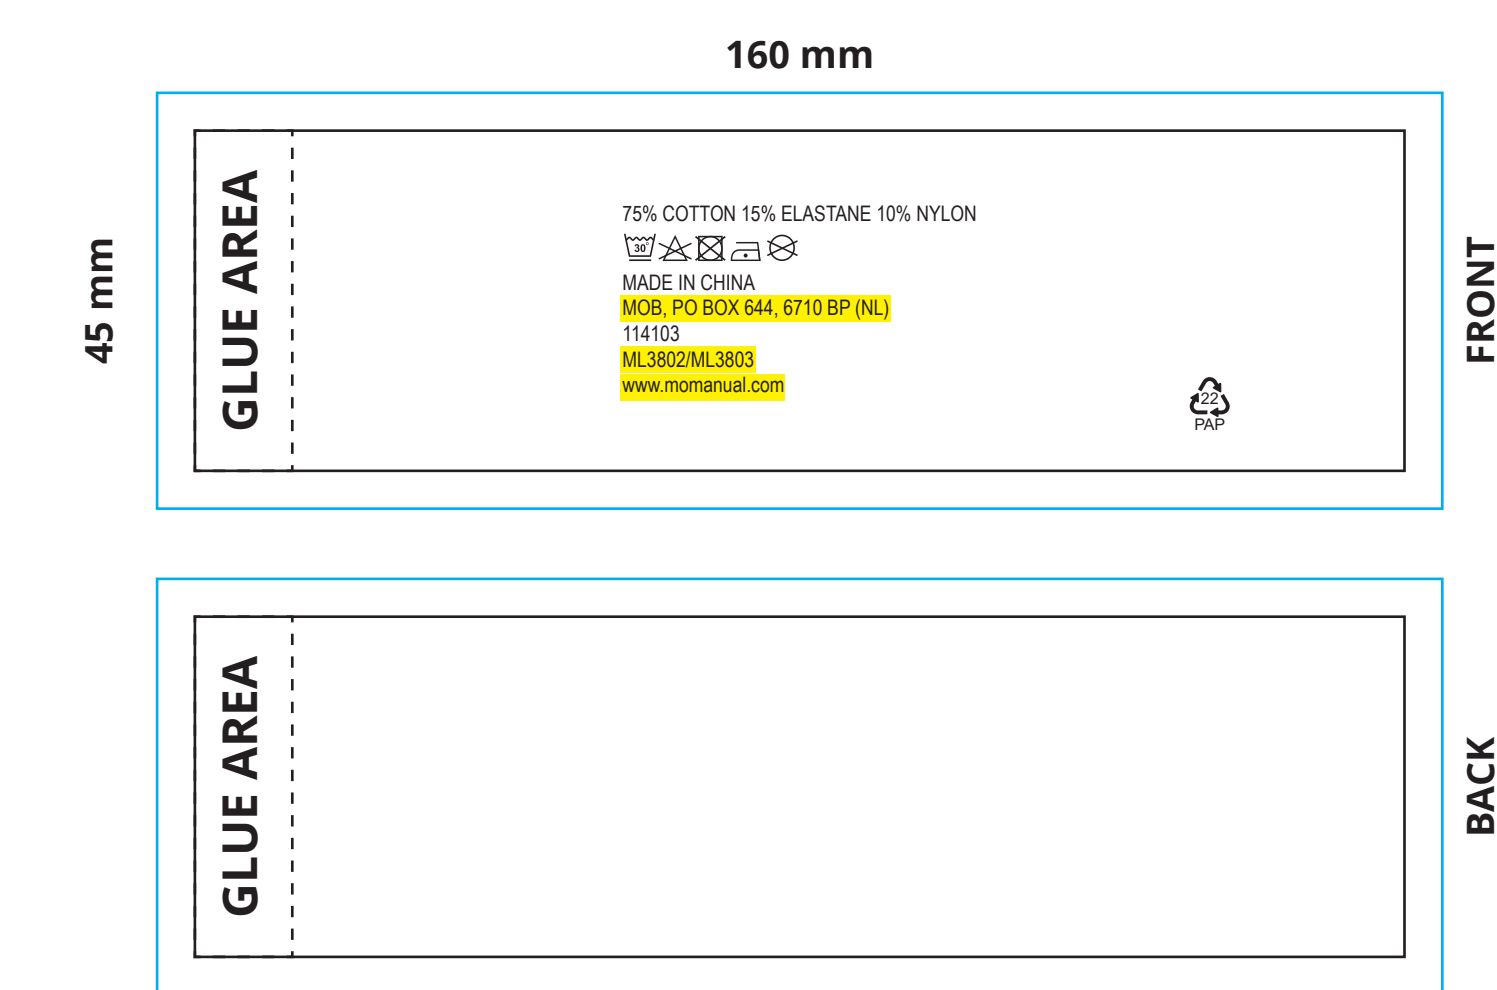 160 mm
45 mm
GLUE AREA
75% COTTON 15% ELASTANE 10% NYLON
30°
MADE IN CHINA
MOB, PO BOX 644, 6710 BP (NL)
114103
ML3802/ML3803
www.momanual.com
22
PAP
FRONT
GLUE AREA
BACK